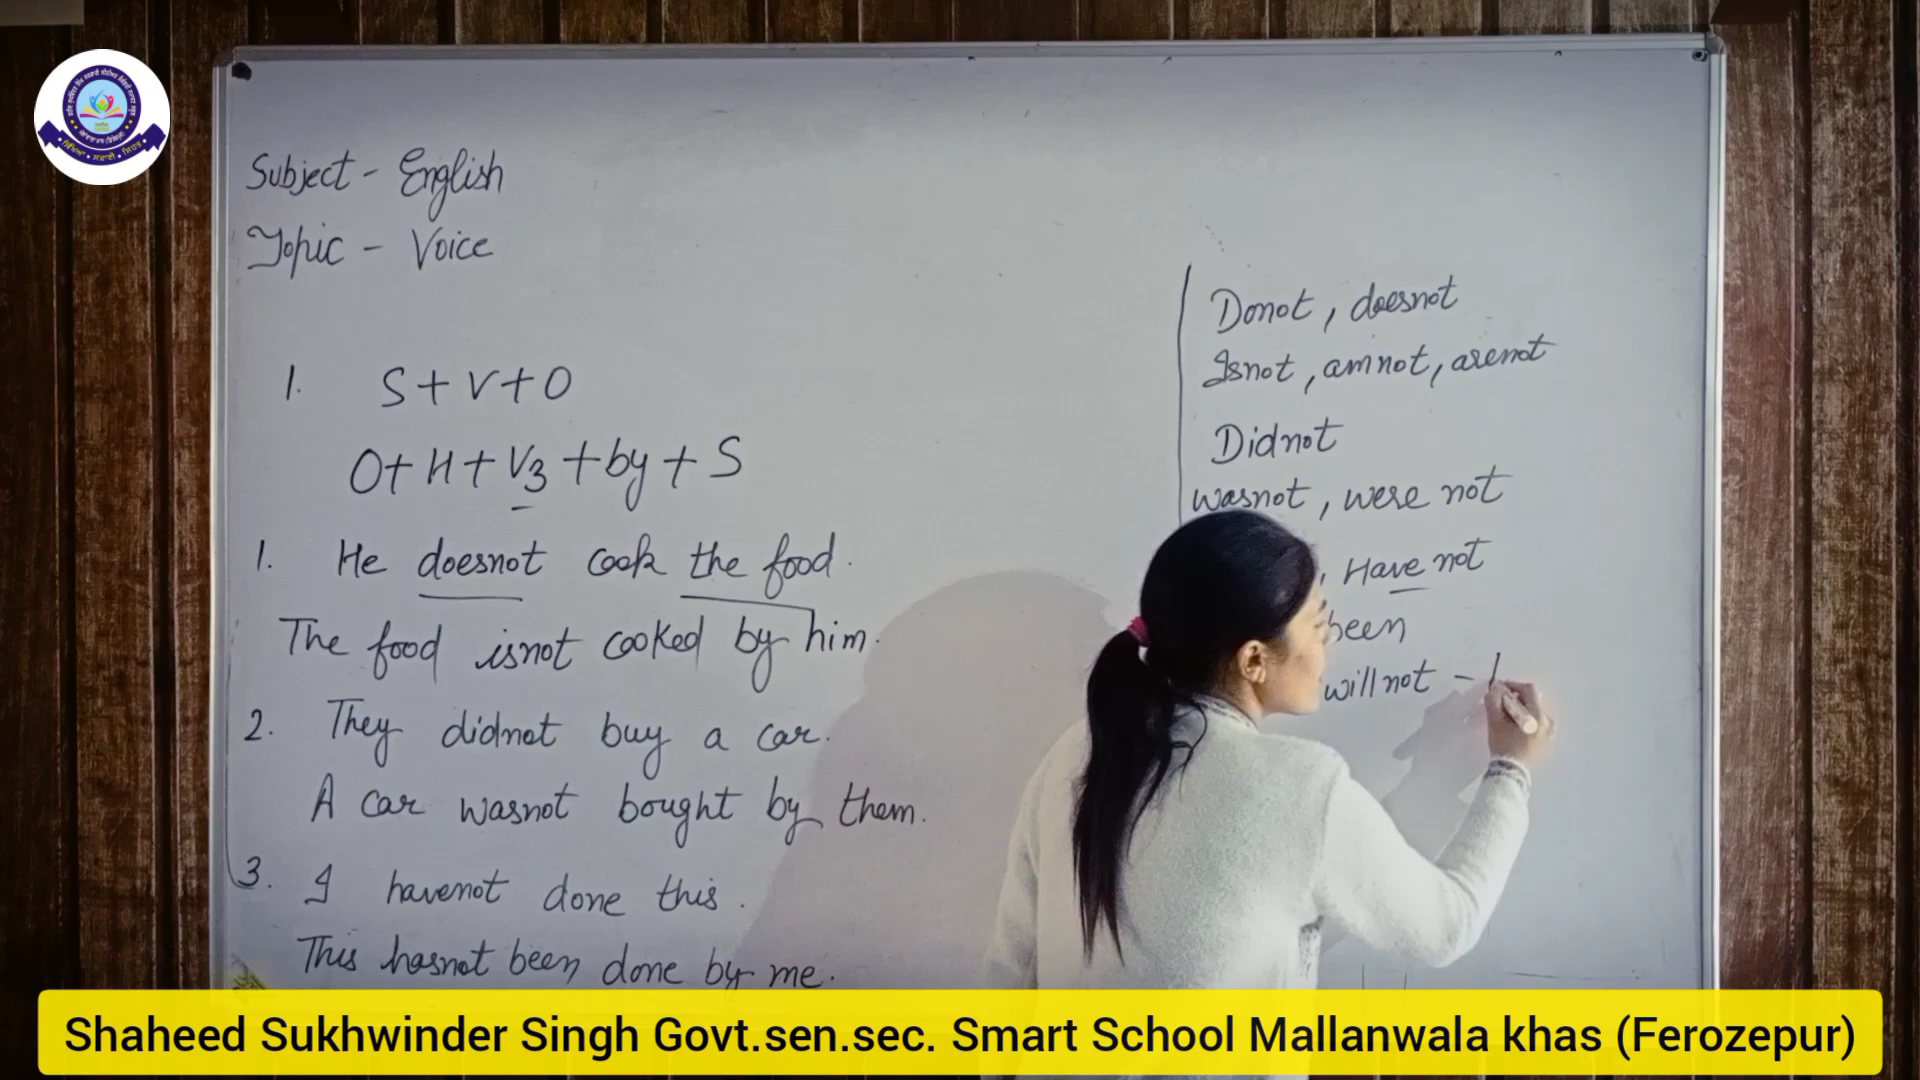 Subject - English
Topic - Voice
1. S + V + O
O + H + V3 + by + S
1. He doesnot cook the food.
The food isnot cooked by him.
2. They didnot buy a car.
A car wasnot bought by them.
3. I havenot done this.
This hasnot been done by me.
Donot, doesnot
Isnot, am not, arenot
Didnot
wasnot, were not
, Have not
been
will not -
Shaheed Sukhwinder Singh Govt.sen.sec. Smart School Mallanwala khas (Ferozepur)